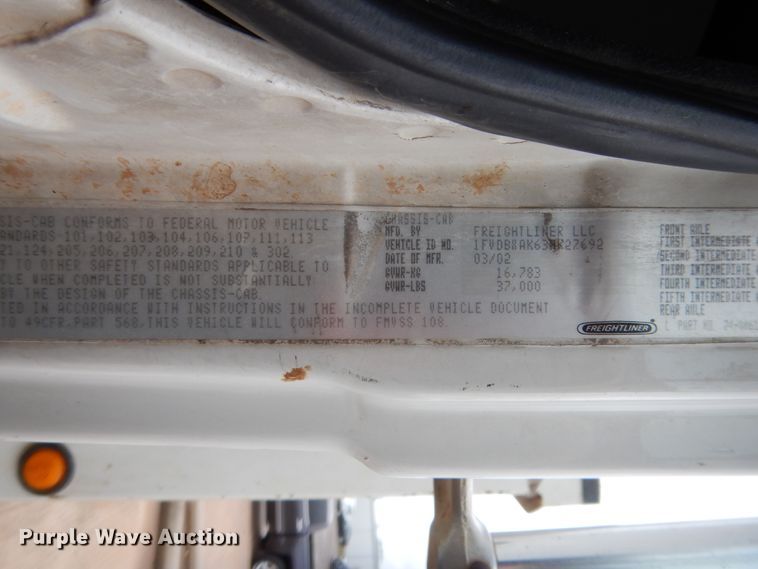 SSIS-CAB CONFORMS TO FEDERAL MOTOR VEHICLE
ANDARDS 101, 102, 103, 104, 106, 107, 111, 113
21, 124, 205, 206, 207, 208, 209, 210 & 302
T TO OTHER SAFETY STANDARDS APPLICABLE TO
CLE WHEN COMPLETED IS NOT SUBSTANTIALLY
BY THE DESIGN OF THE CHASSIS-CAB.
TED IN ACCORDANCE WITH INSTRUCTIONS IN THE INCOMPLETE VEHICLE DOCUMENT
TO 49CFR.PART 568.THIS VEHICLE WILL CONFORM TO FMVSS 108.
CHASSIS-CAB
MFD. BY FREIGHTLINER LLC
VEHICLE ID NO.
DATE OF MFR. 03/02
GVWR-KG 16,783
GVWR-LBS 37,000
FREIGHTLINER
FRONT AXLE
FIRST INTERMEDIATE
SECOND INTERMEDIATE
THIRD INTERMEDIATE
FOURTH INTERMEDIATE
FIFTH INTERMEDIATE
REAR AXLE
PART NO.
Purple Wave Auction